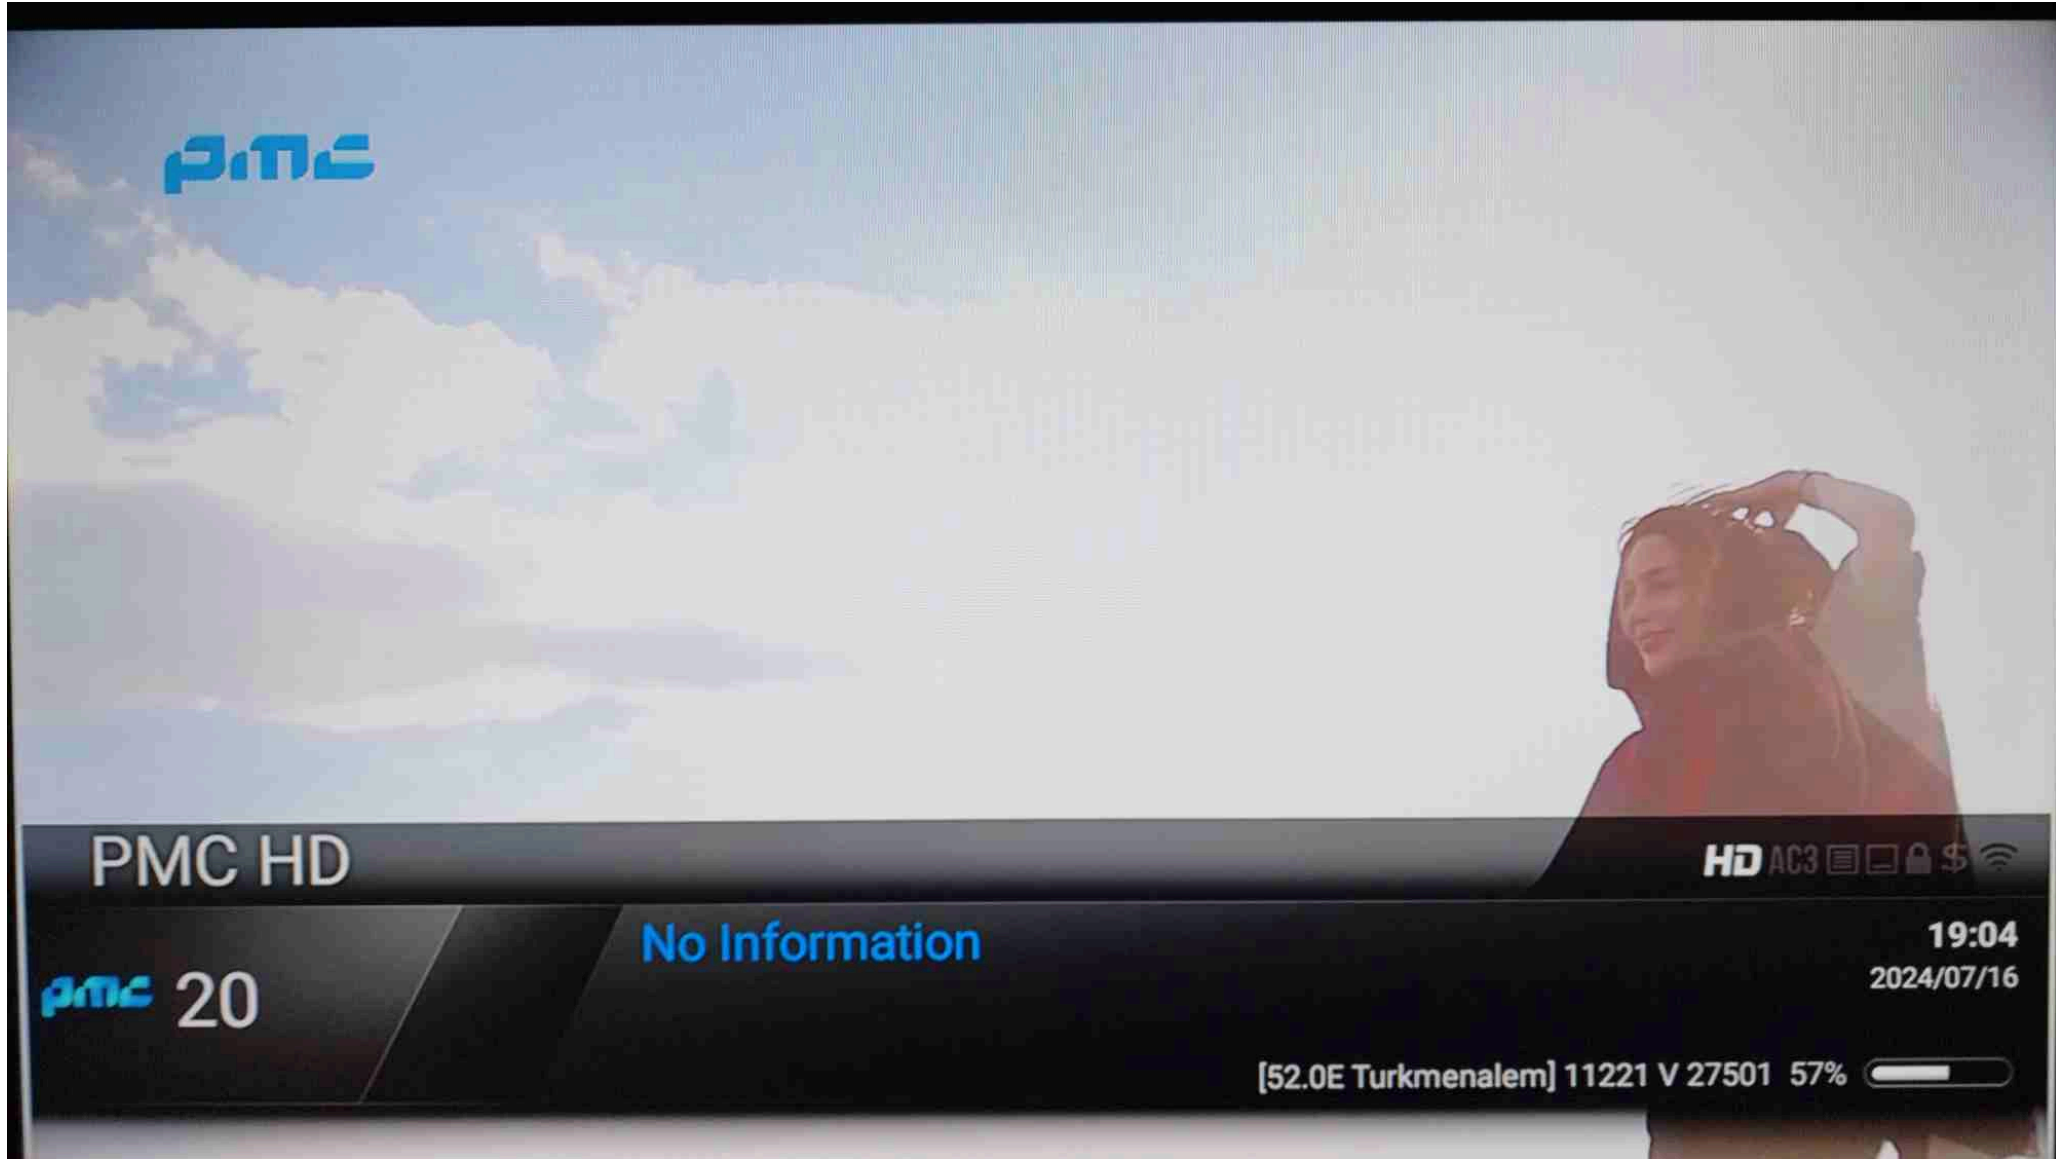 pmc
PMC HD
HD AC3 $
No Information
19:04
2024/07/16
pmc 20
[52.0E Turkmenalem] 11221 V 27501 57%